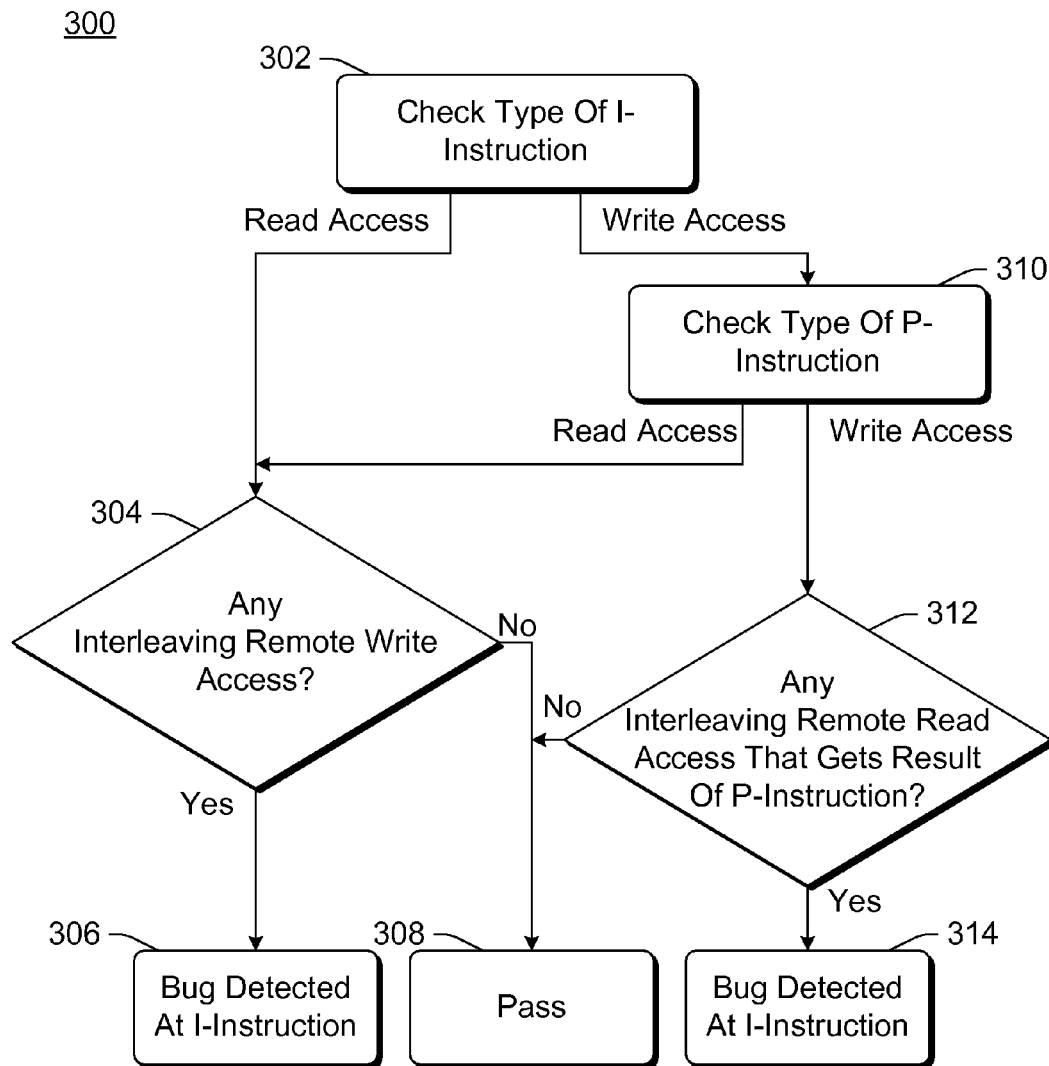 300
302
Check Type Of I-
Instruction
Read Access
Write Access
310
Check Type Of P-
Instruction
Read Access
Write Access
304
Any
Interleaving Remote Write
Access?
No
312
Any
Interleaving Remote Read
Access That Gets Result
Of P-Instruction?
No
Yes
Yes
306
Bug Detected
At I-Instruction
308
Pass
314
Bug Detected
At I-Instruction